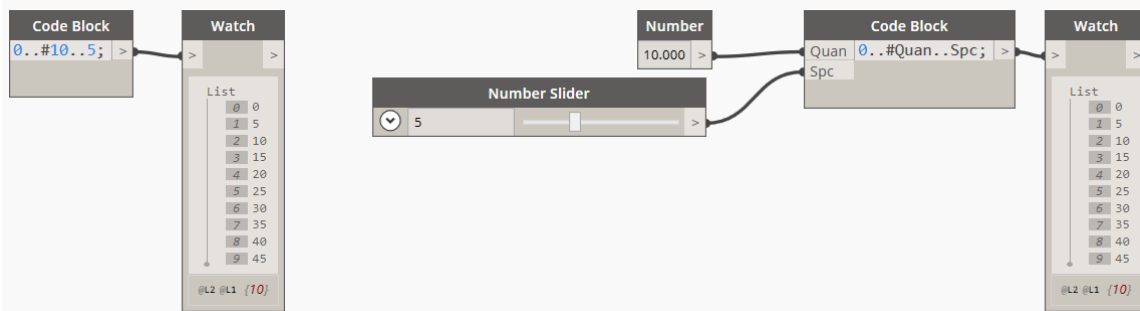 Code Block
0..#10..5; >
Watch
> >
List
0 0
1 5
2 10
3 15
4 20
5 25
6 30
7 35
8 40
9 45
@L2 @L1 {10}
Number
10.000 >
Number Slider
5 >
Code Block
Quan 0..#Quan..Spc; >
Spc
Watch
> >
List
0 0
1 5
2 10
3 15
4 20
5 25
6 30
7 35
8 40
9 45
@L2 @L1 {10}